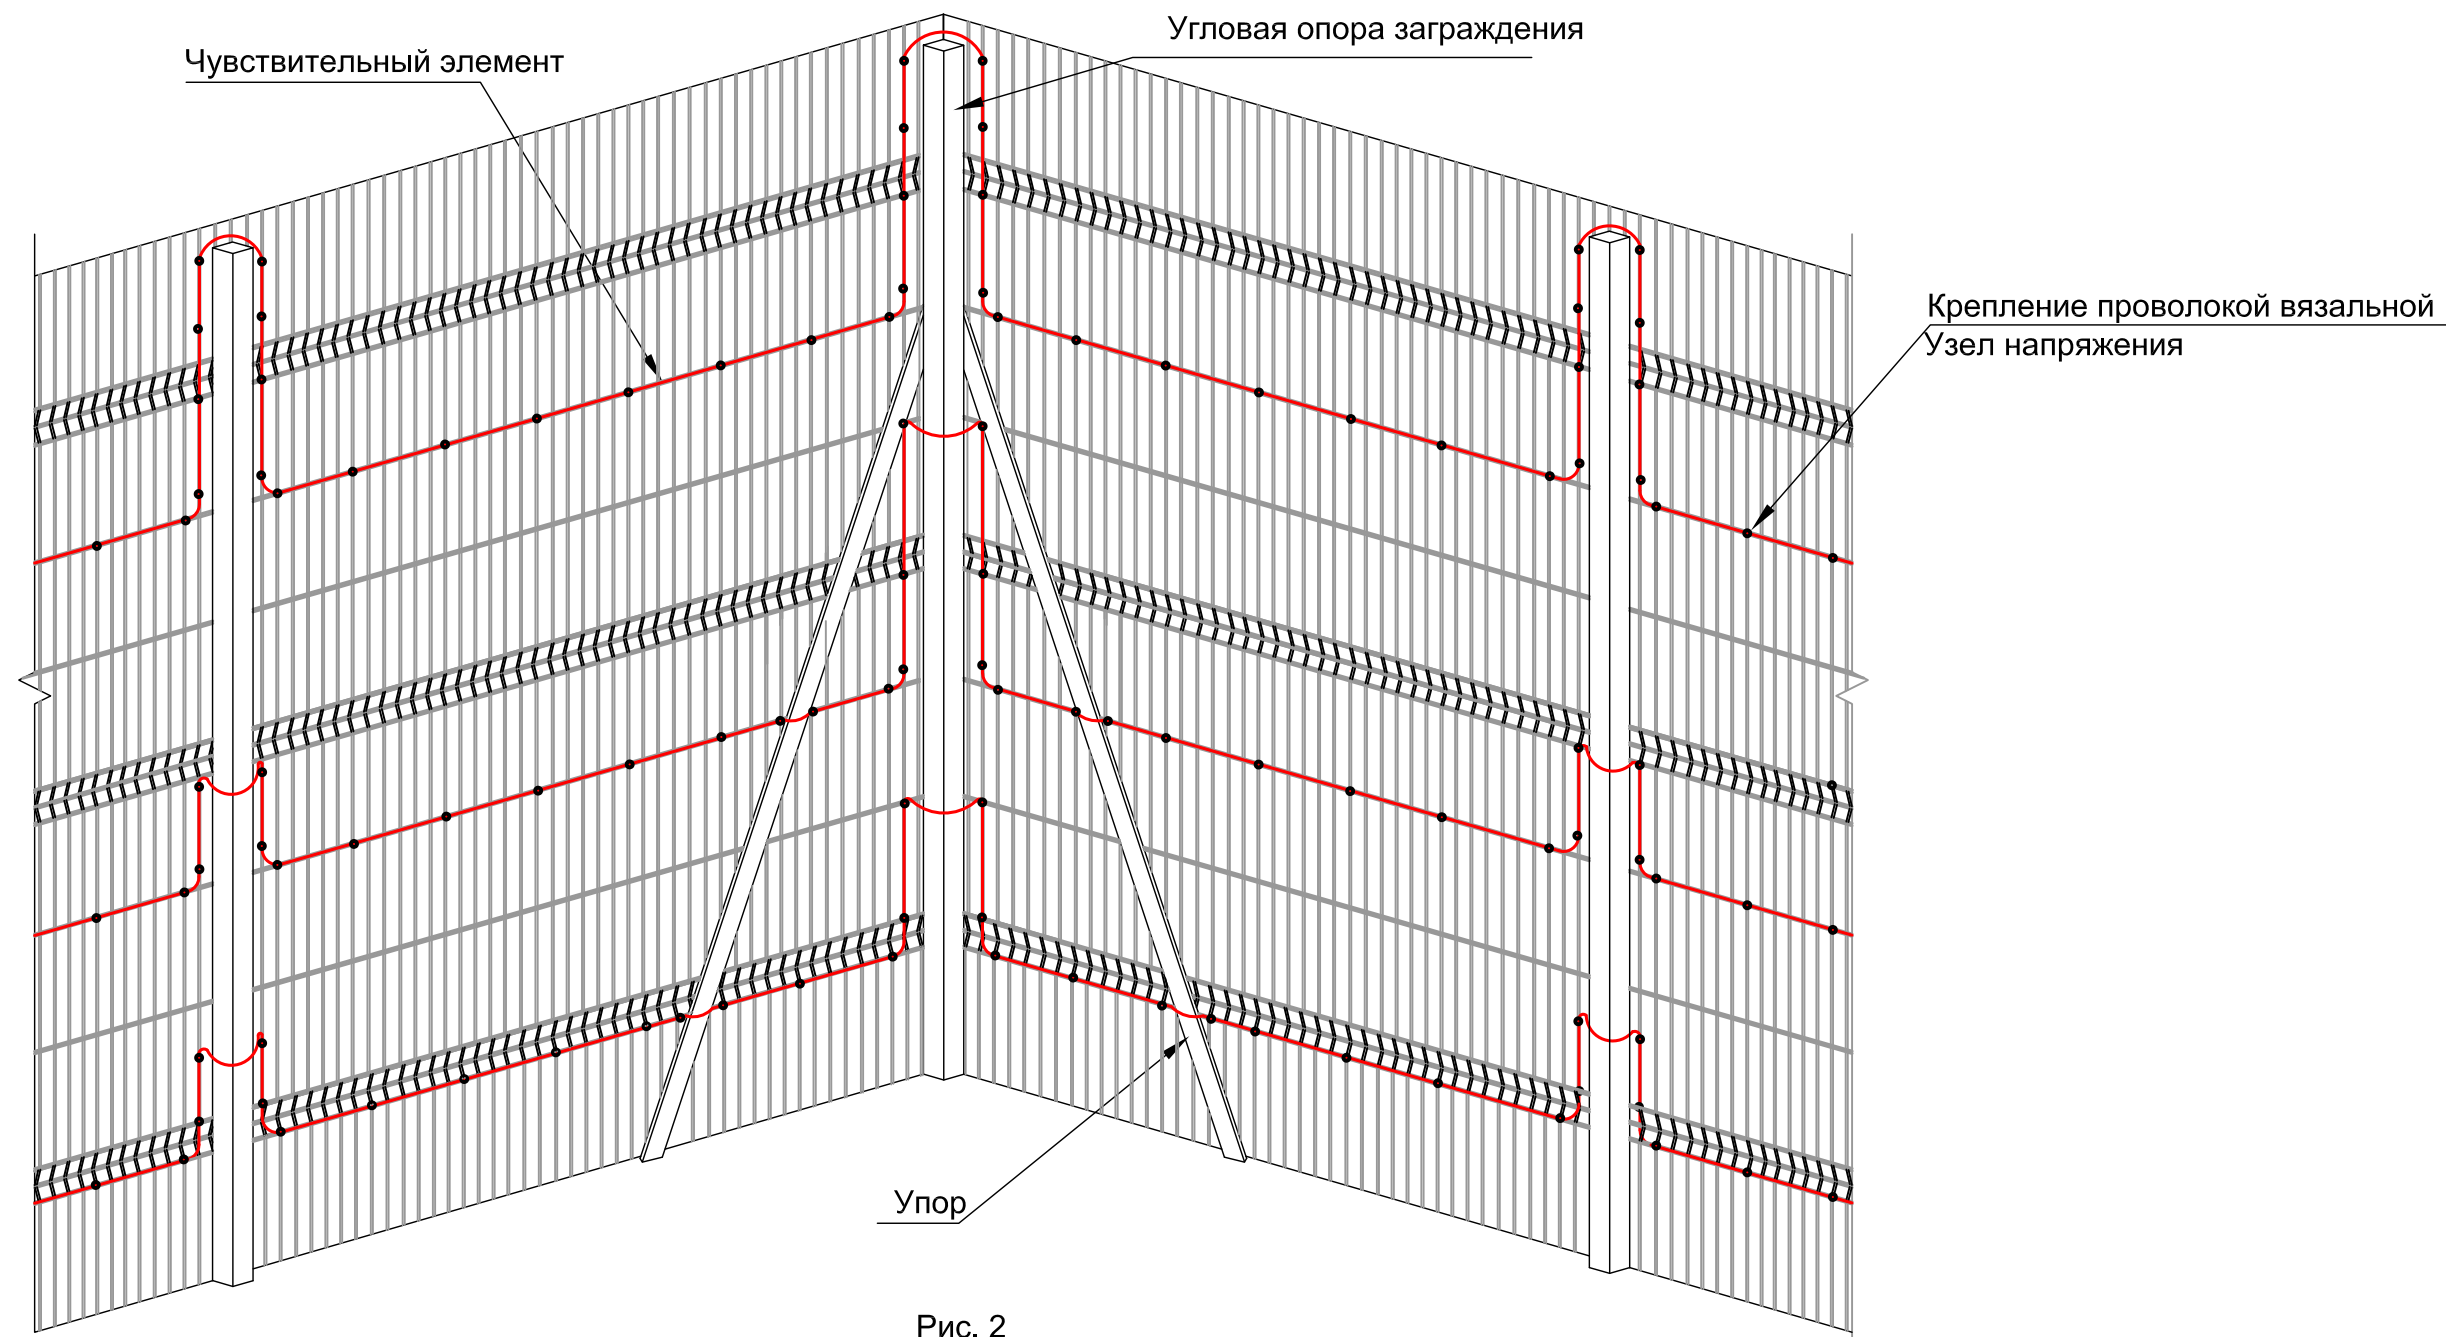 Угловая опора заграждения
Чувствительный элемент
Крепление проволокой вязальной
Узел напряжения
Упор
Рис. 2